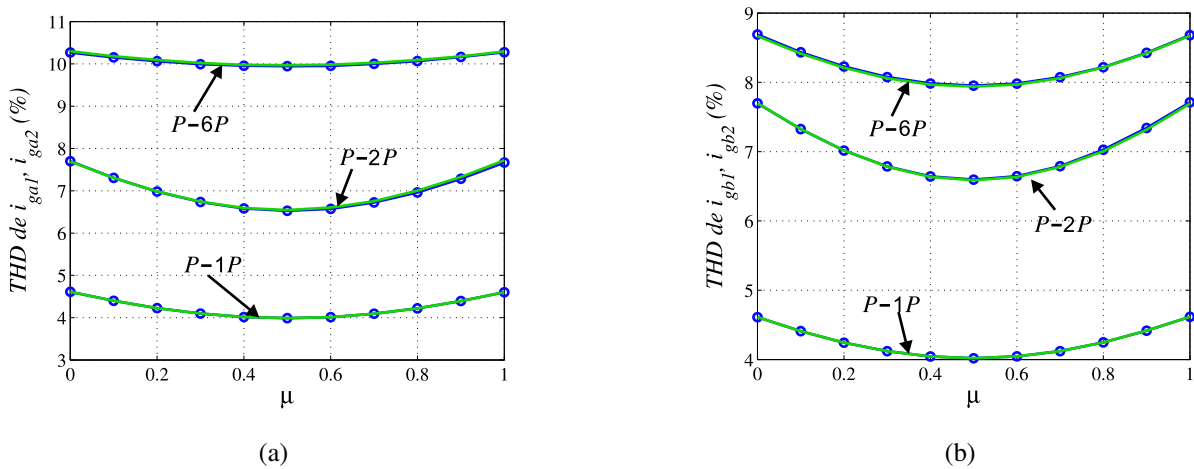 11
10
9
8
7
6
5
4
3
0
0.2
0.4
0.6
0.8
1
THD de i_ga1, i_ga2 (%)
μ
P-6P
P-2P
P-1P
(a)
9
8
7
6
5
4
0
0.2
0.4
0.6
0.8
1
THD de i_gb1, i_gb2 (%)
μ
P-6P
P-2P
P-1P
(b)